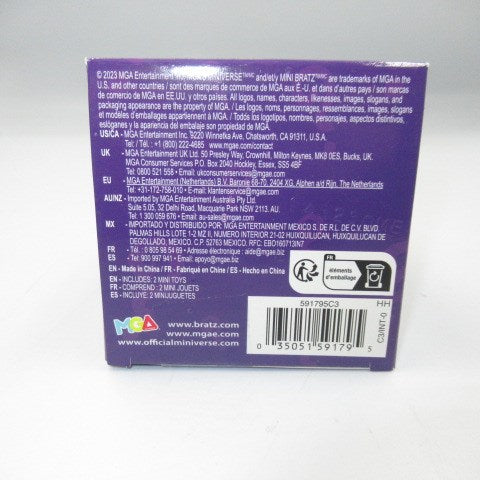 © 2023 MGA Entertainment, Inc. MINIVERSE™/MC and/et/y MINI BRATZ™/MC are trademarks of MGA in the
U.S. and other countries / sont des marques de commerce de MGA aux É.-U. et dans d'autres pays / son marcas
de comercio de MGA en EE.UU. y otros países. All logos, names, characters, likenesses, images, slogans, and
packaging appearance are the property of MGA. / Les logos, noms, personnages, ressemblances, images, slogans
et modèles d'emballages appartiennent à MGA. / Todos los logotipos, nombres, personajes, aspectos distintivos,
eslóganes y la apariencia del embalaje son propiedad de MGA.
US/CA - MGA Entertainment Inc. 9220 Winnetka Ave. Chatsworth, CA 91311, U.S.A.
Tel: / Tél. : +1 (800) 222-4685 www.mgae.com/contact
UK - MGA Entertainment UK Ltd. 50 Presley Way, Crownhill, Milton Keynes, MK8 0ES, Bucks, UK.
MGA Consumer Services P.O. Box 2040 Hockley, Essex, SS5 4BF
Tel: 0800 521 558 - Email: ukconsumerservices@mgae.com
EU - MGA Entertainment (Netherlands) B.V. Baronie 68-70, 2404 XG, Alphen a/d Rijn, The Netherlands
Tel: +31-172-758-010 - E-mail: klantenservice@mgae.com
AU/NZ - Imported by MGA Entertainment Australia Pty Ltd.
Suite 5.05, 32 Delhi Road, Macquarie Park NSW 2113. AU.
Tel: 1 300 059 676 - Email: au-sales@mgae.com
MX - IMPORTADO Y DISTRIBUIDO POR: MGA ENTERTAINMENT MEXICO S. DE R.L. DE C.V. BLVD
PALMAS HILLS LOTE 1-2 MZ II, NUMERO INTERIOR 21-02 HUIXQUILUCAN, HUIXQUILUCAN DE
DEGOLLADO, MEXICO. C.P. 52763 MEXICO. RFC: EBO160713IN7
FR - Tél. : 0 805 98 54 69 - Adresse électronique : aide@mgae.biz
ES - Tel: 900 997 941 - Email: apoyo@mgae.biz
EN - Made in China / FR - Fabriqué en Chine / ES - Hecho en China
EN - INCLUDES: 2 MINI TOYS
FR - COMPREND : 2 MINI JOUETS
ES - INCLUYE: 2 MINIJUGUETES
FR
éléments
d'emballage
MGA
www.bratz.com
www.mgae.com
www.officialminiverse.com
591795C3
HH
C3/INT-0
0 35051 59179 5